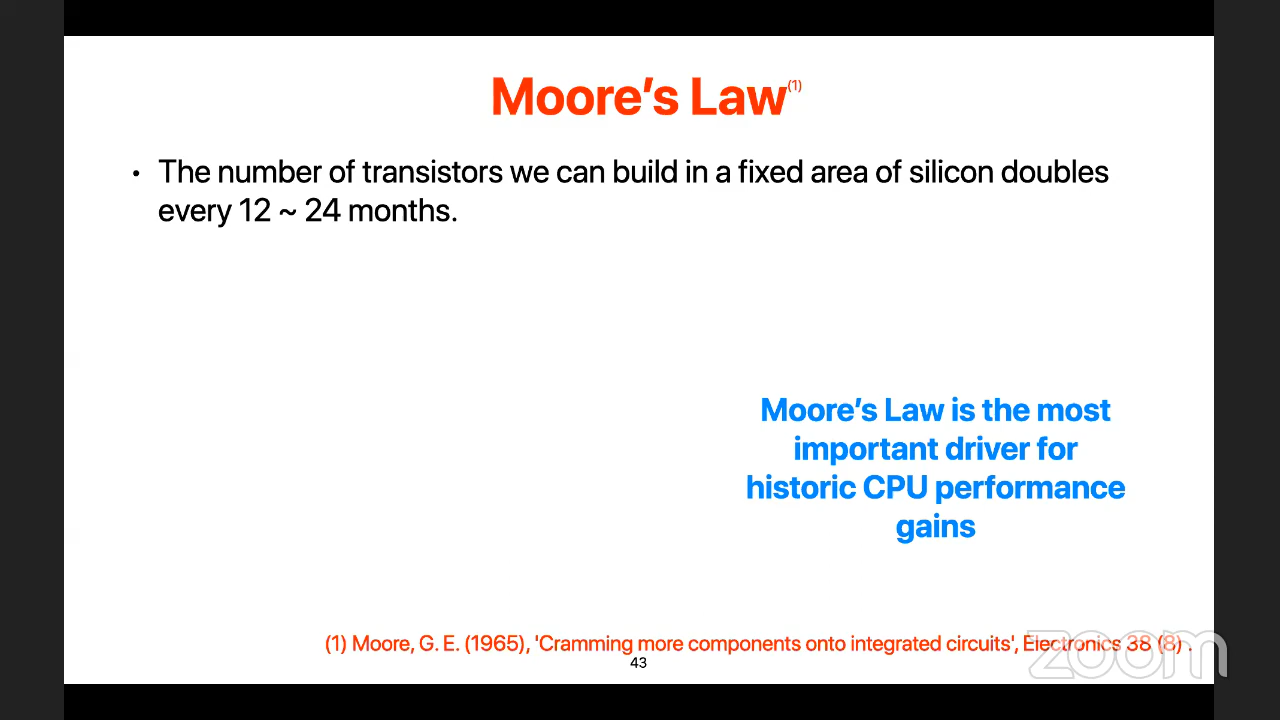 Moore’s Law(1)
• The number of transistors we can build in a fixed area of silicon doubles
every 12 ~ 24 months.
Moore’s Law is the most
important driver for
historic CPU performance
gains
(1) Moore, G. E. (1965), 'Cramming more components onto integrated circuits', Electronics 38 (8) .
43
zoom